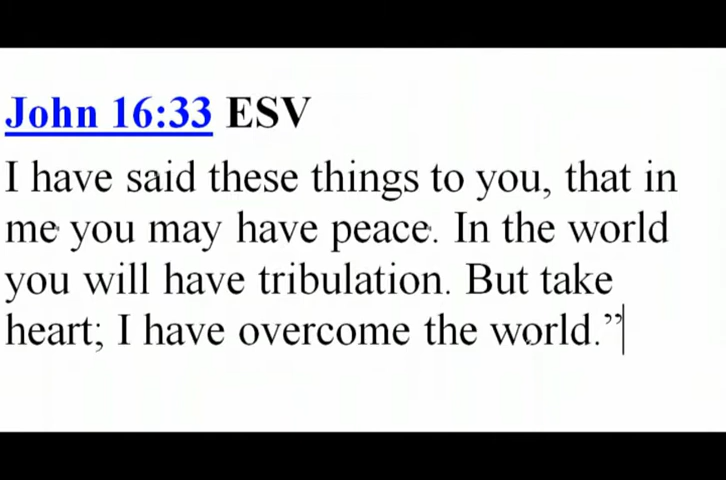 John 16:33 ESV
I have said these things to you, that in
me you may have peace. In the world
you will have tribulation. But take
heart; I have overcome the world.”